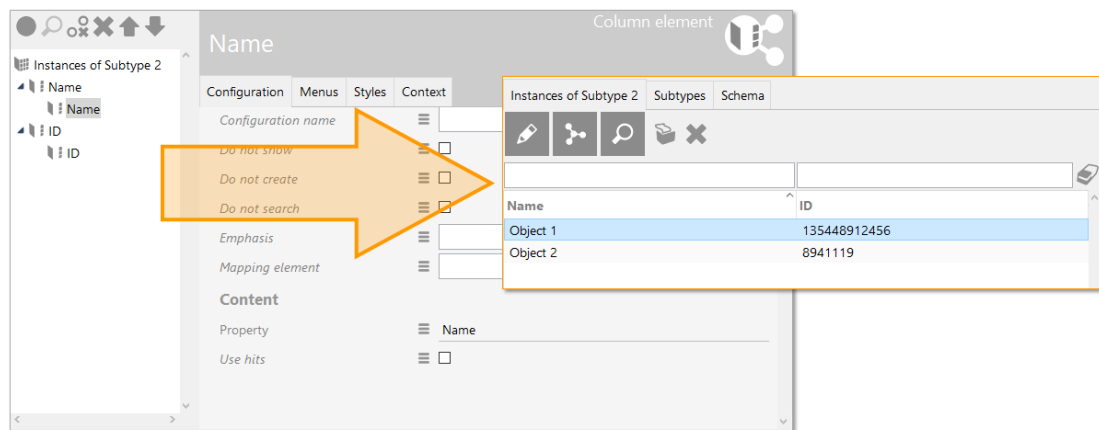 Column element
Name
Instances of Subtype 2
Name
Name
ID
ID
Configuration Menus Styles Context
Configuration name
Do not show
Do not create
Do not search
Emphasis
Mapping element
Content
Property Name
Use hits
Instances of Subtype 2 Subtypes Schema
Name ID
Object 1 135448912456
Object 2 8941119